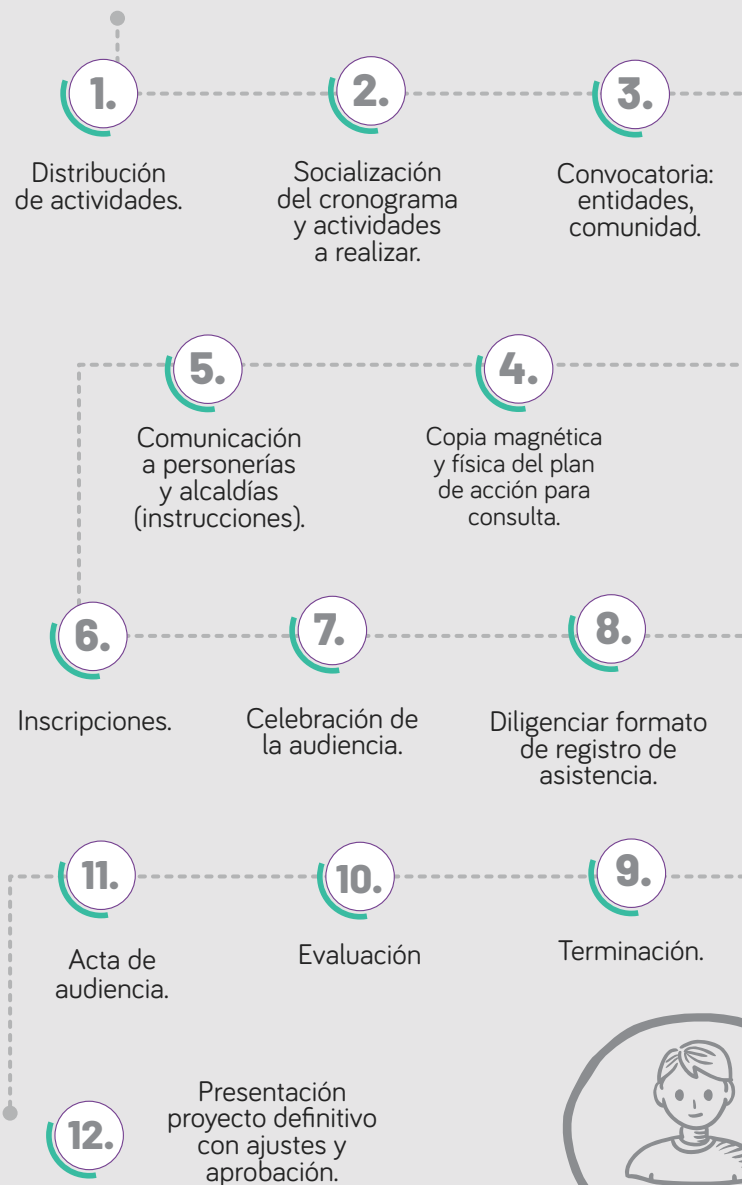 1.
Distribución
de actividades.
2.
Socialización
del cronograma
y actividades
a realizar.
3.
Convocatoria:
entidades,
comunidad.
4.
Copia magnética
y física del plan
de acción para
consulta.
5.
Comunicación
a personerías
y alcaldías
(instrucciones).
6.
Inscripciones.
7.
Celebración de
la audiencia.
8.
Diligenciar formato
de registro de
asistencia.
9.
Terminación.
10.
Evaluación
11.
Acta de
audiencia.
12.
Presentación
proyecto definitivo
con ajustes y
aprobación.